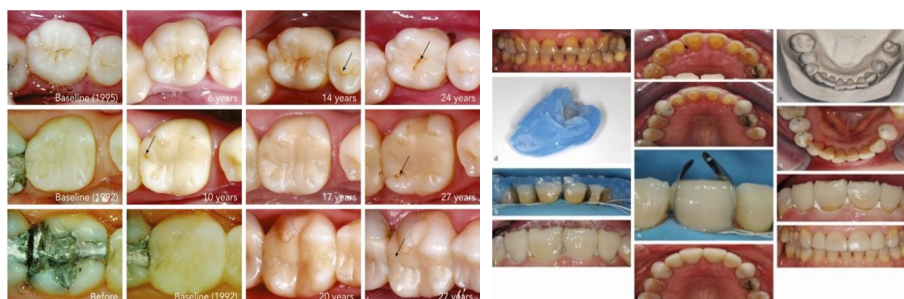 Baseline (1995)
6 years
14 years
24 years
Baseline (1992)
10 years
17 years
27 years
Before
Baseline (1992)
20 years
27 years
d